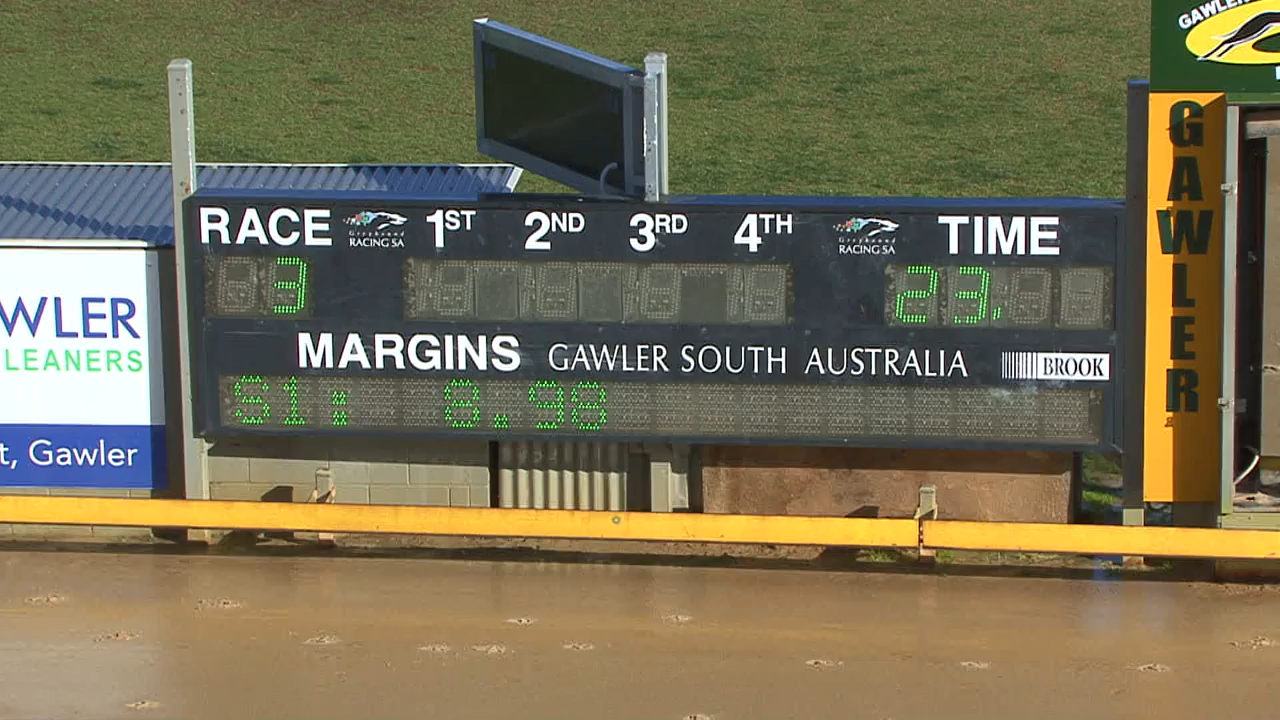 GAWLER
RACE
Greyhound
RACING SA
1ST
2ND
3RD
4TH
Greyhound
RACING SA
TIME
3
23.
MARGINS
GAWLER SOUTH AUSTRALIA
BROOK
S1: 8.98
WLER
LEANERS
t, Gawler
GAWLER